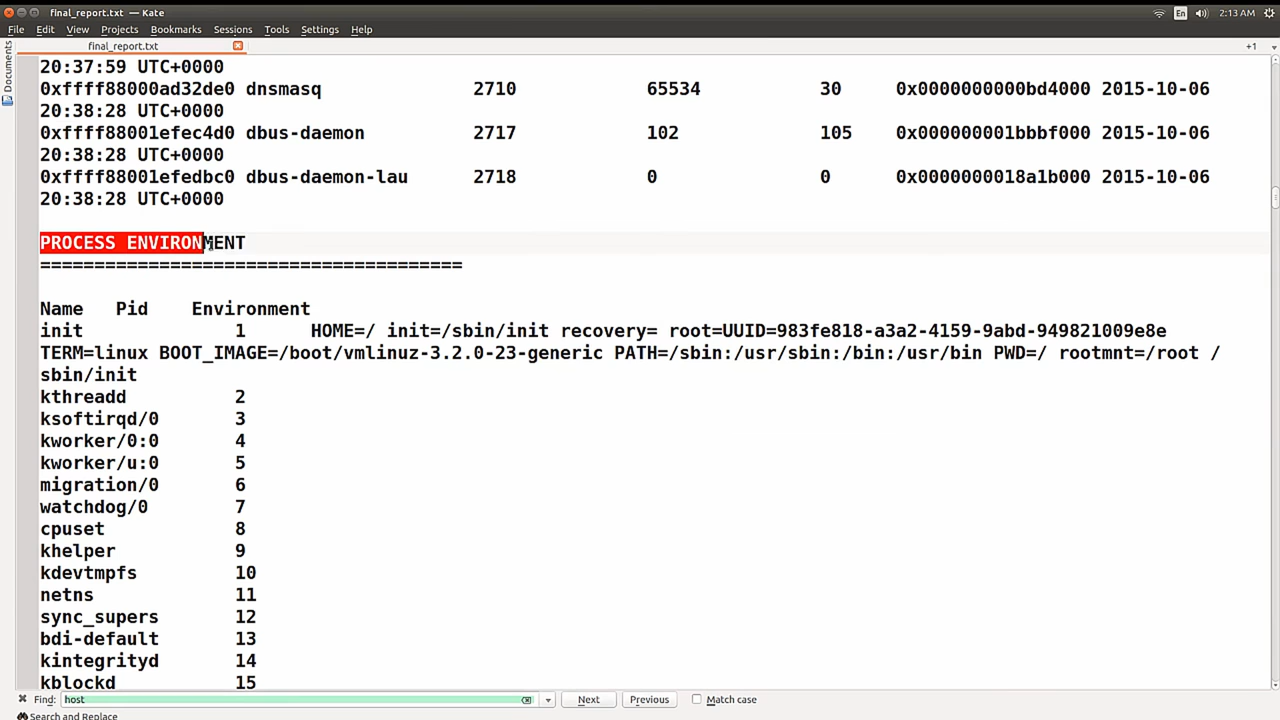 final_report.txt — Kate
En 2:13 AM
File Edit View Projects Bookmarks Sessions Tools Settings Help
final_report.txt +1
Documents
20:37:59 UTC+0000
0xffff88000ad32de0 dnsmasq 2710 65534 30 0x0000000000bd4000 2015-10-06
20:38:28 UTC+0000
0xffff88001efec4d0 dbus-daemon 2717 102 105 0x000000001bbbf000 2015-10-06
20:38:28 UTC+0000
0xffff88001efedbc0 dbus-daemon-lau 2718 0 0 0x0000000018a1b000 2015-10-06
20:38:28 UTC+0000
PROCESS ENVIRONMENT
=======================================
Name Pid Environment
init 1 HOME=/ init=/sbin/init recovery= root=UUID=983fe818-a3a2-4159-9abd-949821009e8e
TERM=linux BOOT_IMAGE=/boot/vmlinuz-3.2.0-23-generic PATH=/sbin:/usr/sbin:/bin:/usr/bin PWD=/ rootmnt=/root /
sbin/init
kthreadd 2
ksoftirqd/0 3
kworker/0:0 4
kworker/u:0 5
migration/0 6
watchdog/0 7
cpuset 8
khelper 9
kdevtmpfs 10
netns 11
sync_supers 12
bdi-default 13
kintegrityd 14
kblockd 15
Find: host Next Previous Match case
Search and Replace